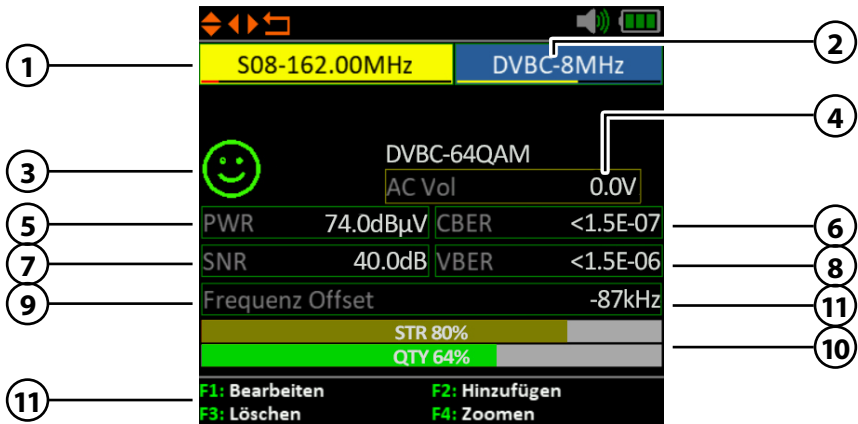 1
S08-162.00MHz
DVBC-8MHz
2
4
DVBC-64QAM
3
AC Vol 0.0V
5
PWR 74.0dBµV CBER <1.5E-07
6
7
SNR 40.0dB VBER <1.5E-06
8
9
Frequenz Offset -87kHz
11
STR 80%
10
QTY 64%
11
F1: Bearbeiten F2: Hinzufügen
F3: Löschen F4: Zoomen